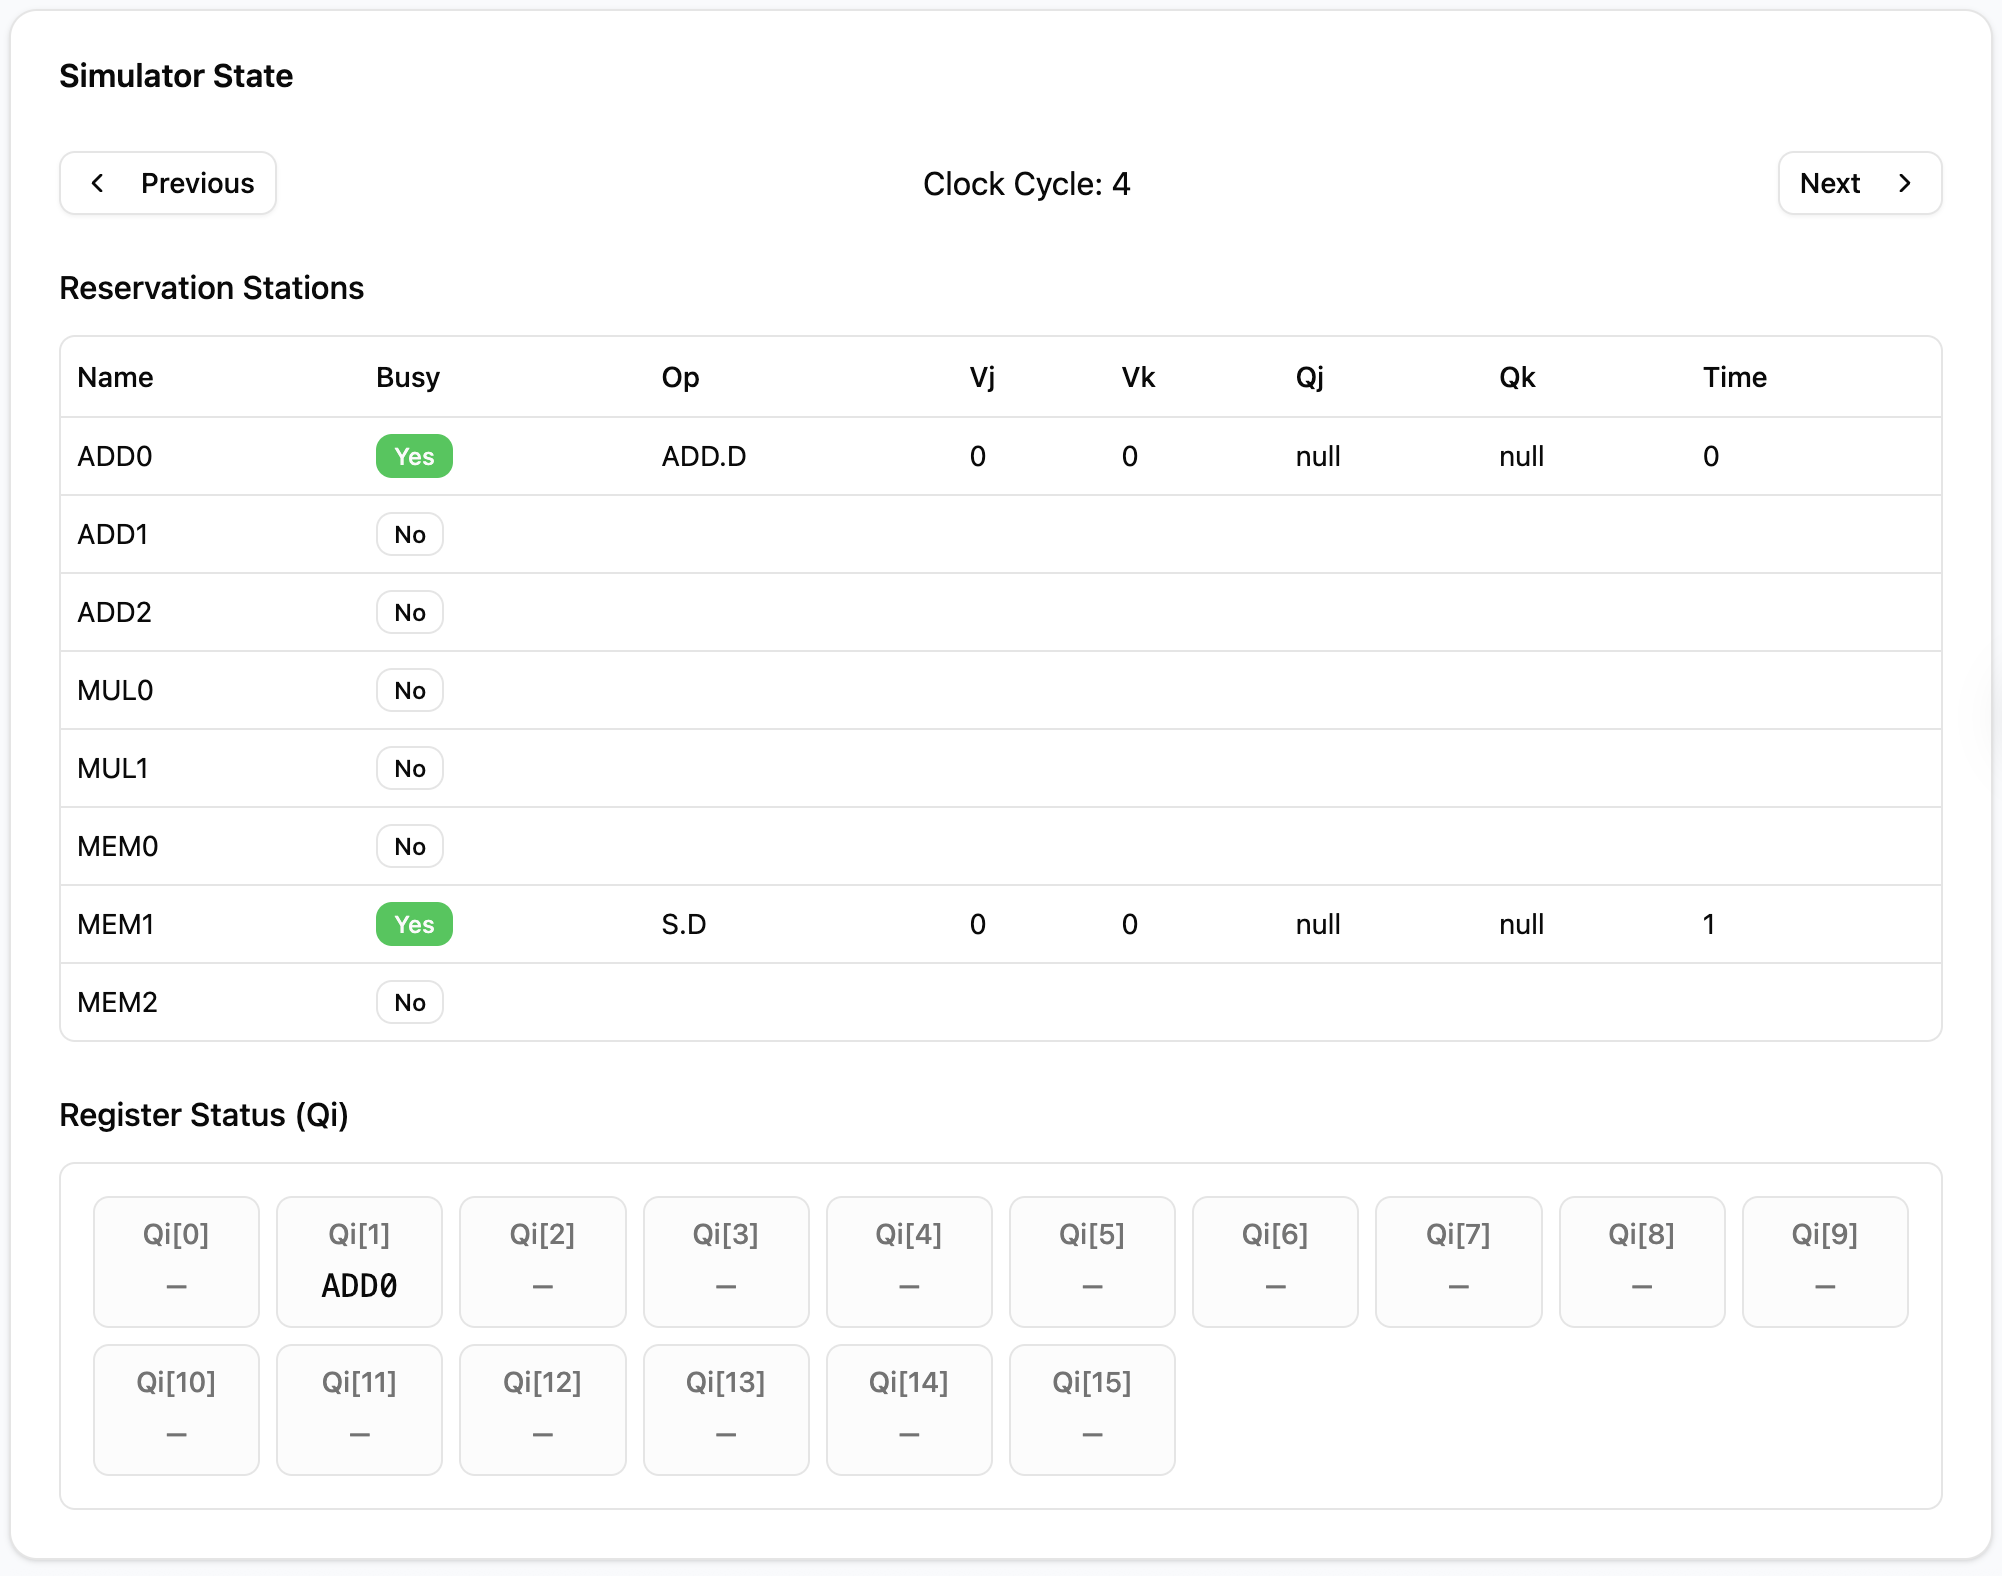 Simulator State
Previous Clock Cycle: 4 Next
Reservation Stations
Name Busy Op Vj Vk Qj Qk Time
ADD0 Yes ADD.D 0 0 null null 0
ADD1 No
ADD2 No
MUL0 No
MUL1 No
MEM0 No
MEM1 Yes S.D 0 0 null null 1
MEM2 No
Register Status (Qi)
Qi[0] Qi[1] Qi[2] Qi[3] Qi[4] Qi[5] Qi[6] Qi[7] Qi[8] Qi[9]
– ADD0 – – – – – – – –
Qi[10] Qi[11] Qi[12] Qi[13] Qi[14] Qi[15]
– – – – – –